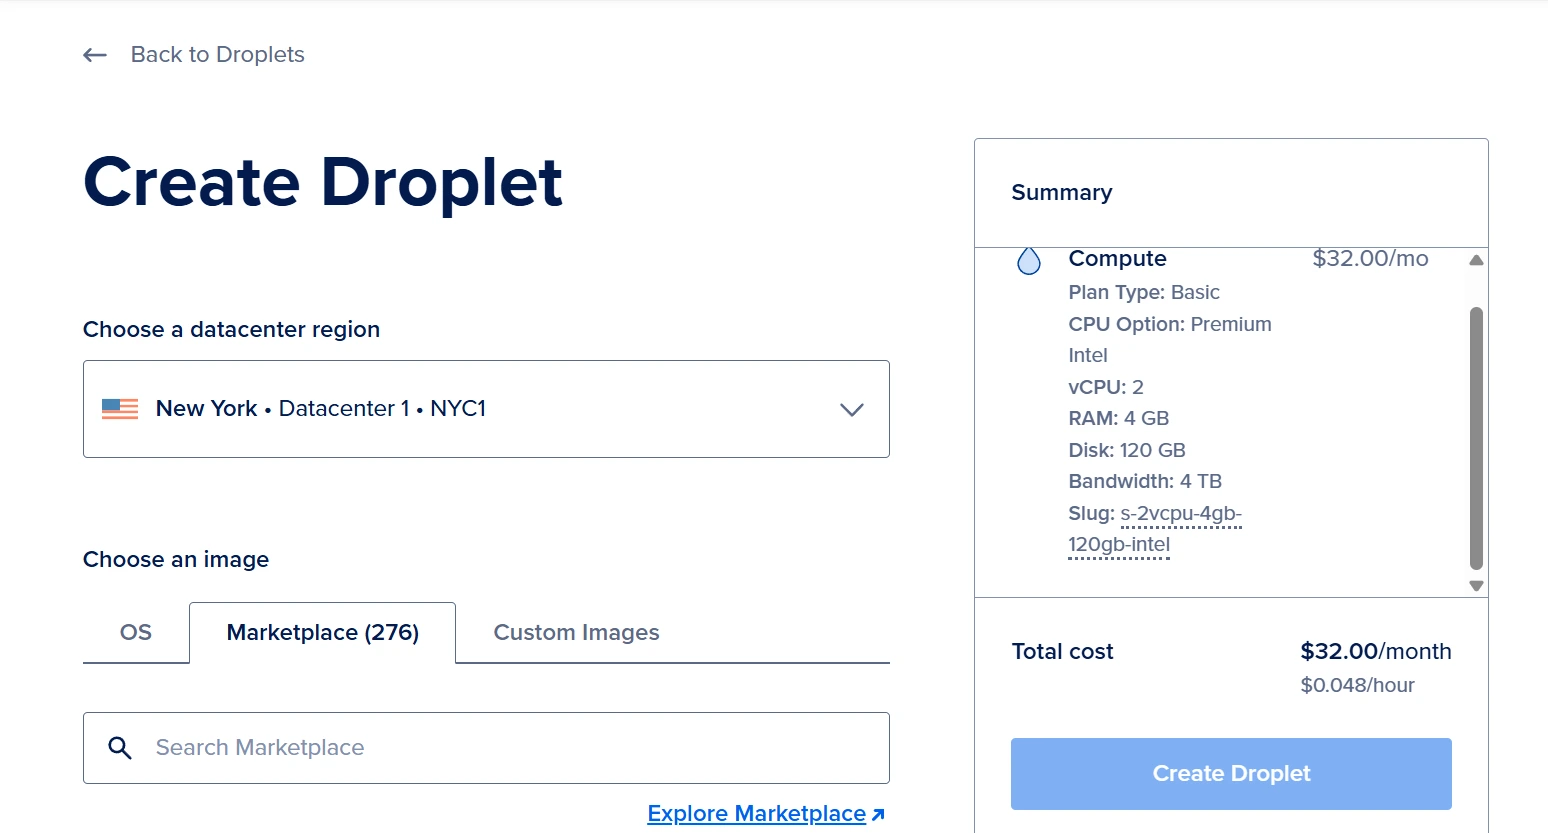 Back to Droplets
Create Droplet
Choose a datacenter region
New York • Datacenter 1 • NYC1
Choose an image
OS
Marketplace (276)
Custom Images
Search Marketplace
Explore Marketplace
Summary
Compute $32.00/mo
Plan Type: Basic
CPU Option: Premium
Intel
vCPU: 2
RAM: 4 GB
Disk: 120 GB
Bandwidth: 4 TB
Slug: s-2vcpu-4gb-
120gb-intel
Total cost $32.00/month
$0.048/hour
Create Droplet